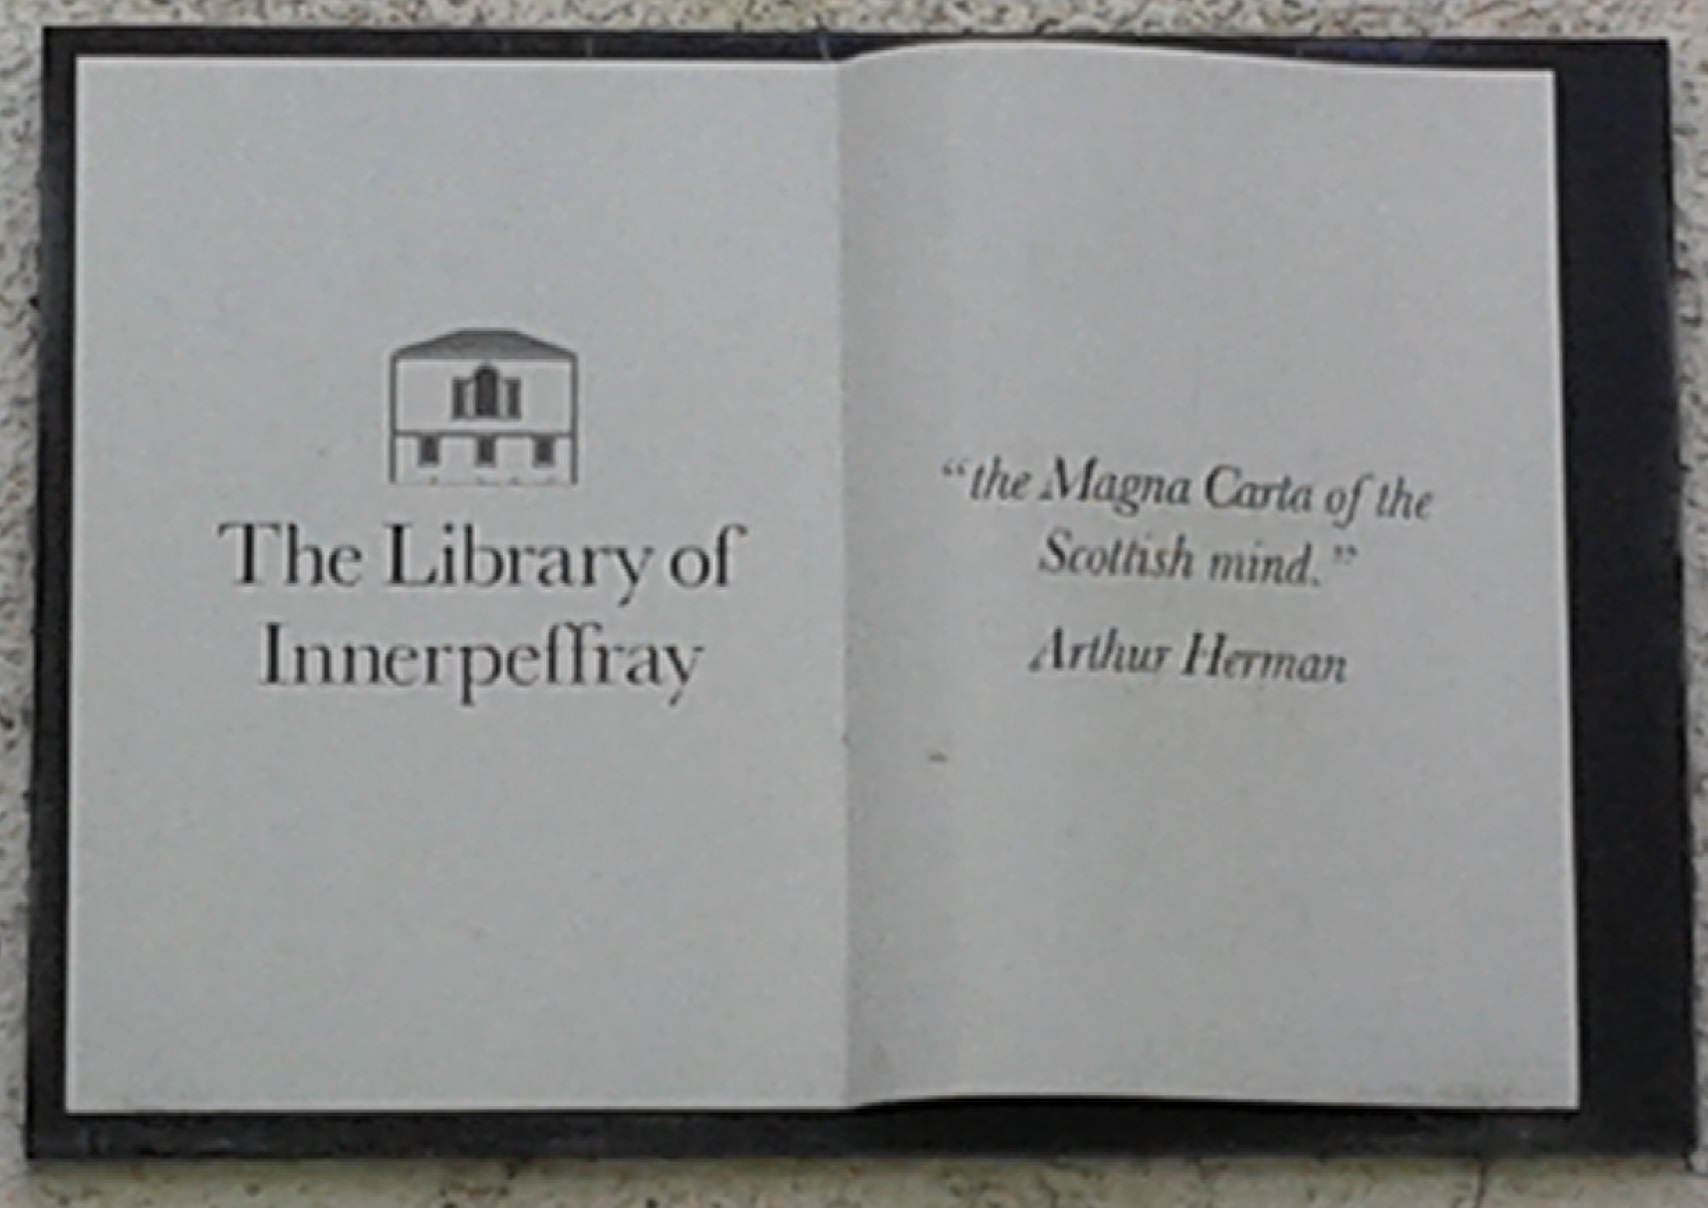 The Library of
Innerpeffray
“the Magna Carta of the
Scottish mind.”
Arthur Herman